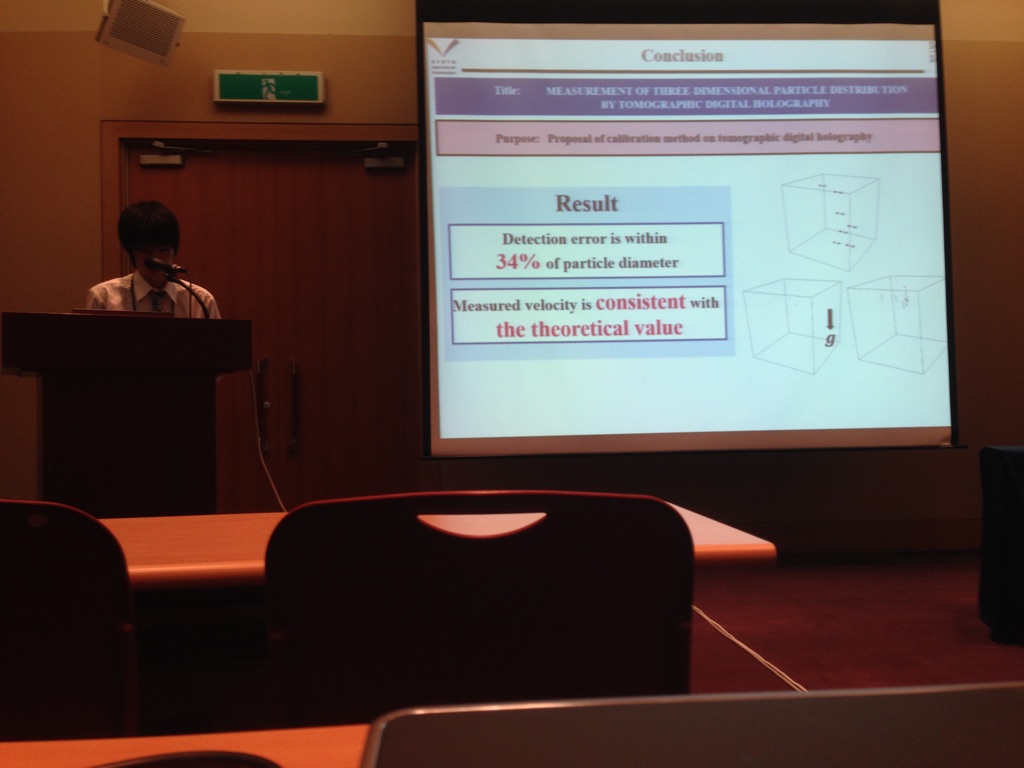 Conclusion
Title: MEASUREMENT OF THREE-DIMENSIONAL PARTICLE DISTRIBUTION
BY TOMOGRAPHIC DIGITAL HOLOGRAPHY
Purpose: Proposal of calibration method on tomographic digital holography
Result
Detection error is within
34% of particle diameter
Measured velocity is consistent with
the theoretical value
g